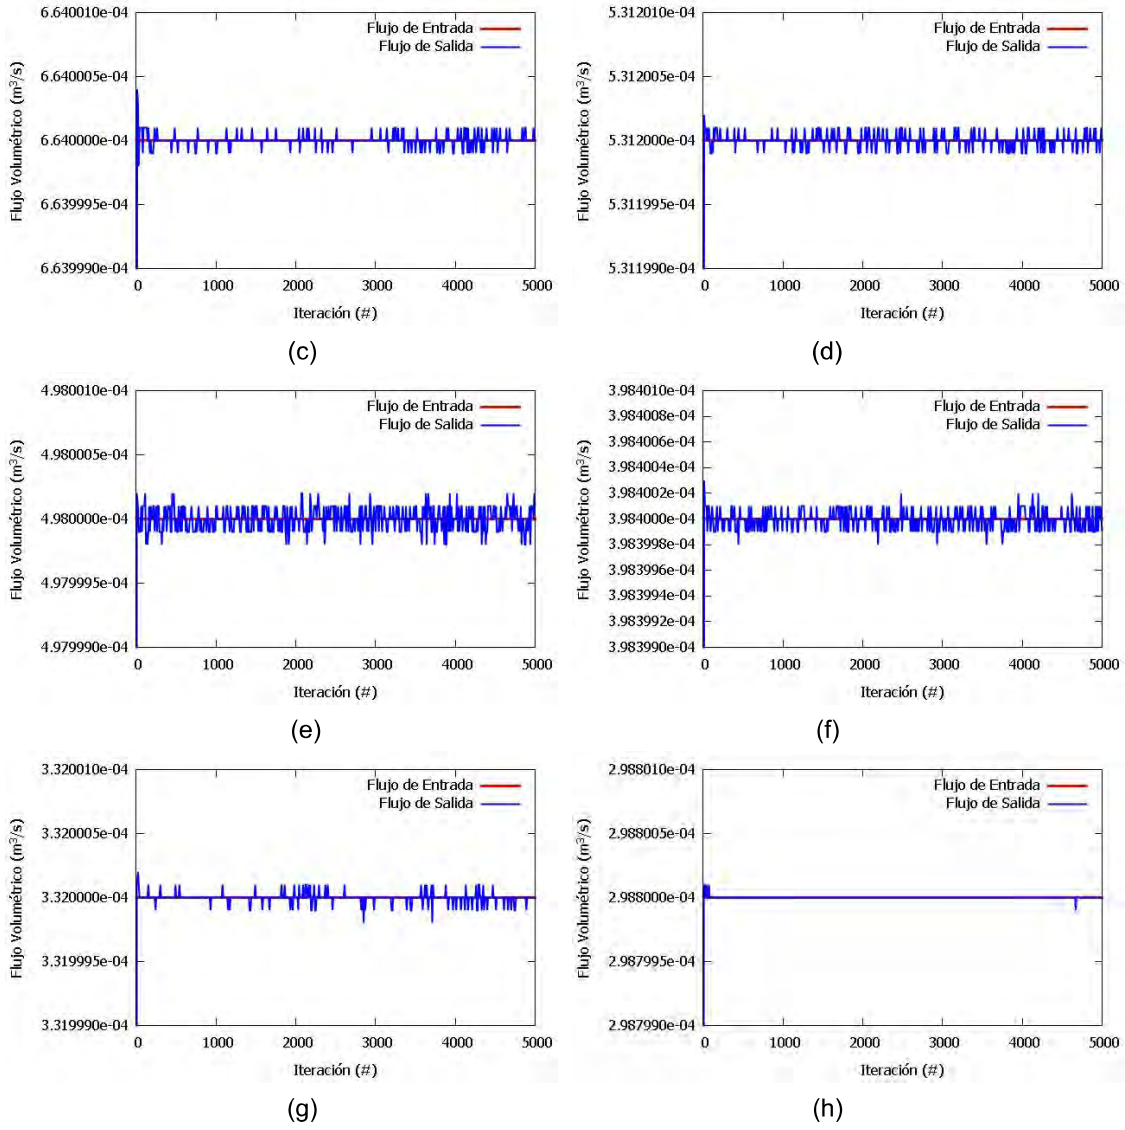 6.640010e-04
6.640005e-04
6.640000e-04
6.639995e-04
6.639990e-04
Flujo Volumétrico (m³/s)
Flujo de Entrada
Flujo de Salida
0 1000 2000 3000 4000 5000
Iteración (#)
(c)
5.312010e-04
5.312005e-04
5.312000e-04
5.311995e-04
5.311990e-04
Flujo Volumétrico (m³/s)
Flujo de Entrada
Flujo de Salida
0 1000 2000 3000 4000 5000
Iteración (#)
(d)
4.980010e-04
4.980005e-04
4.980000e-04
4.979995e-04
4.979990e-04
Flujo Volumétrico (m³/s)
Flujo de Entrada
Flujo de Salida
0 1000 2000 3000 4000 5000
Iteración (#)
(e)
3.984010e-04
3.984008e-04
3.984006e-04
3.984004e-04
3.984002e-04
3.984000e-04
3.983998e-04
3.983996e-04
3.983994e-04
3.983992e-04
3.983990e-04
Flujo Volumétrico (m³/s)
Flujo de Entrada
Flujo de Salida
0 1000 2000 3000 4000 5000
Iteración (#)
(f)
3.320010e-04
3.320005e-04
3.320000e-04
3.319995e-04
3.319990e-04
Flujo Volumétrico (m³/s)
Flujo de Entrada
Flujo de Salida
0 1000 2000 3000 4000 5000
Iteración (#)
(g)
2.988010e-04
2.988005e-04
2.988000e-04
2.987995e-04
2.987990e-04
Flujo Volumétrico (m³/s)
Flujo de Entrada
Flujo de Salida
0 1000 2000 3000 4000 5000
Iteración (#)
(h)